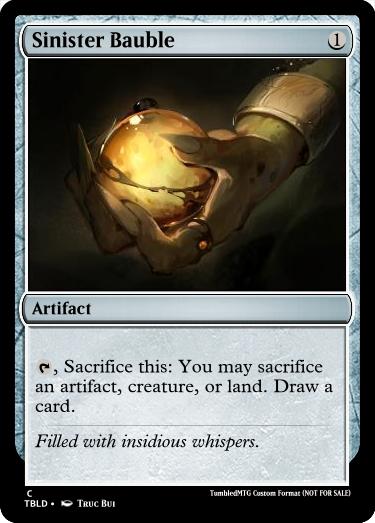 Sinister Bauble 1
Artifact
, Sacrifice this: You may sacrifice
an artifact, creature, or land. Draw a
card.
Filled with insidious whispers.
C
TBLD • Truc Bui
TumbledMTG Custom Format (NOT FOR SALE)